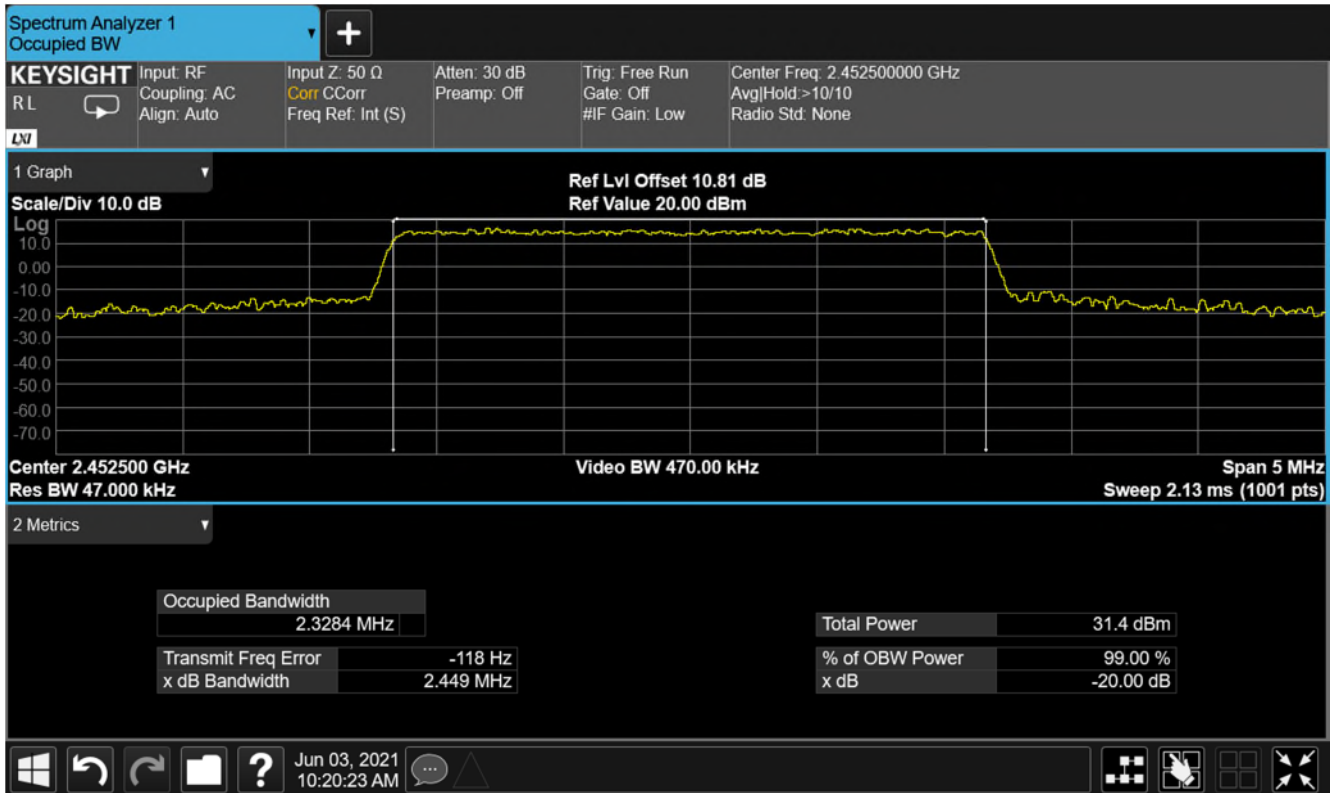 Spectrum Analyzer 1
Occupied BW
KEYSIGHT
R L
LXI
Input: RF
Coupling: AC
Align: Auto
Input Z: 50 Ω
Corr CCorr
Freq Ref: Int (S)
Atten: 30 dB
Preamp: Off
Trig: Free Run
Gate: Off
#IF Gain: Low
Center Freq: 2.452500000 GHz
Avg|Hold:>10/10
Radio Std: None
1 Graph
Scale/Div 10.0 dB
Ref Lvl Offset 10.81 dB
Ref Value 20.00 dBm
Log
10.0
0.00
-10.0
-20.0
-30.0
-40.0
-50.0
-60.0
-70.0
Center 2.452500 GHz
Res BW 47.000 kHz
Video BW 470.00 kHz
Span 5 MHz
Sweep 2.13 ms (1001 pts)
2 Metrics
Occupied Bandwidth
2.3284 MHz
Transmit Freq Error -118 Hz
x dB Bandwidth 2.449 MHz
Total Power 31.4 dBm
% of OBW Power 99.00 %
x dB -20.00 dB
?
Jun 03, 2021
10:20:23 AM